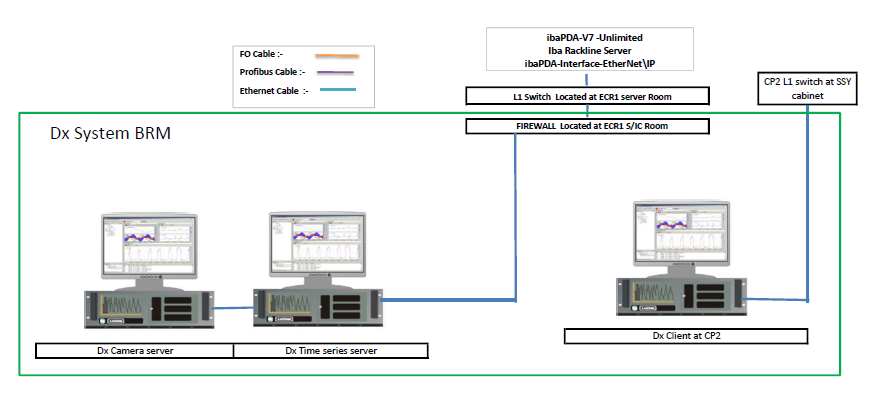 ibaPDA-V7 -Unlimited
Iba Rackline Server
ibaPDA-Interface-EtherNet\IP
FO Cable :-
Profibus Cable :-
Ethernet Cable :-
CP2 L1 switch at SSY
cabinet
L1 Switch Located at ECR1 server Room
FIREWALL Located at ECR1 S/IC Room
Dx System BRM
Dx Camera server
Dx Time series server
Dx Client at CP2